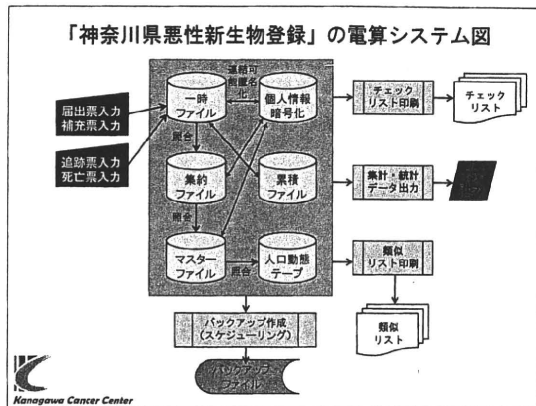 「神奈川県悪性新生物登録」の電算システム図
届出票入力
補充票入力
追跡票入力
死亡票入力
一時
ファイル
連結可
能匿名
化
個人情報
暗号化
照合
集約
ファイル
累積
ファイル
照合
マスター
ファイル
照合
人口動態
テープ
チェック
リスト印刷
チェック
リスト
集計・統計
データ出力
類似
リスト印刷
類似
リスト
バックアップ作成
(スケジューリング)
バックアップ
ファイル
Kanagawa Cancer Center